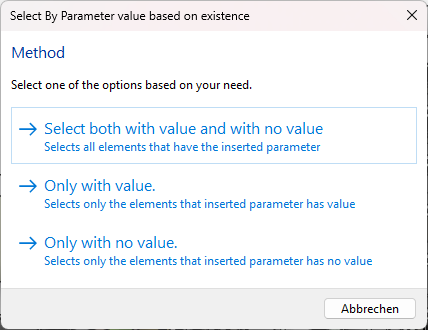 Select By Parameter value based on existence
Method
Select one of the options based on your need.
Select both with value and with no value
Selects all elements that have the inserted parameter
Only with value.
Selects only the elements that inserted parameter has value
Only with no value.
Selects only the elements that inserted parameter has no value
Abbrechen